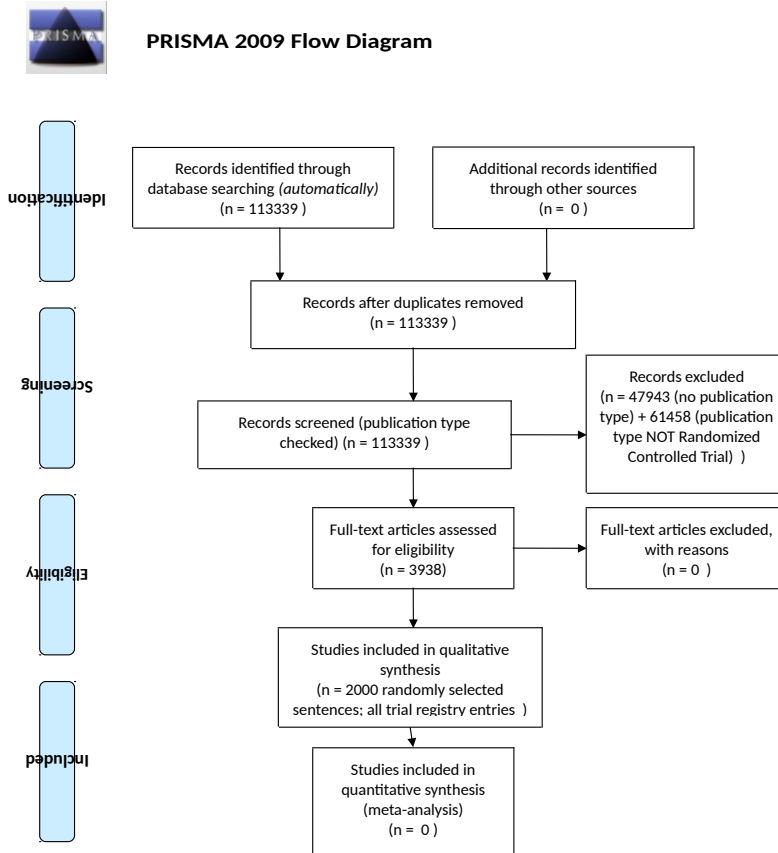 PRISMA
PRISMA 2009 Flow Diagram
Identification
Records identified through
database searching (automatically)
(n = 113339 )
Additional records identified
through other sources
(n =  0 )
Records after duplicates removed
(n = 113339 )
Screening
Records screened (publication type
checked) (n = 113339 )
Records excluded
(n = 47943 (no publication
type) + 61458 (publication
type NOT Randomized
Controlled Trial)  )
Eligibility
Full-text articles assessed
for eligibility
(n = 3938)
Full-text articles excluded,
with reasons
(n = 0  )
Studies included in qualitative
synthesis
(n = 2000 randomly selected
sentences; all trial registry entries  )
Included
Studies included in
quantitative synthesis
(meta-analysis)
(n =  0 )